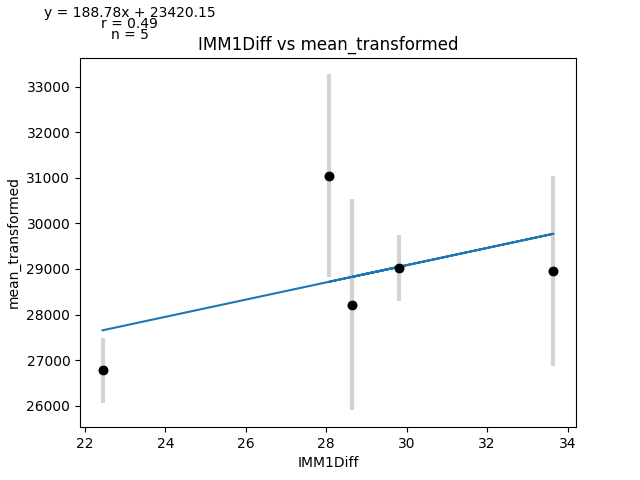 y = 188.78x + 23420.15
r = 0.49
n = 5
IMM1Diff vs mean_transformed
33000
32000
31000
30000
29000
28000
27000
26000
mean_transformed
22
24
26
28
30
32
34
IMM1Diff